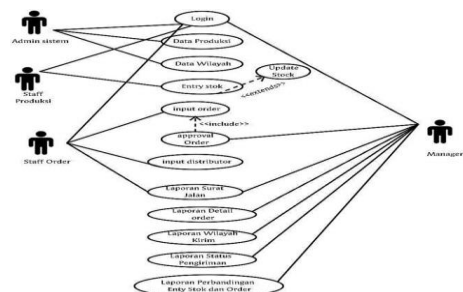 Login
Admin sistem
Data Produksi
Data Wilayah
Update
Stock
Staff
Produksi
Entry stok
<<extends>>
input order
<<include>>
approval
Order
Staff Order
Manager
input distributor
Laporan Surat
Jalan
Laporan Detail
order
Laporan Wilayah
Kirim
Laporan Status
Pengiriman
Laporan Perbandingan
Enty Stok dan Order